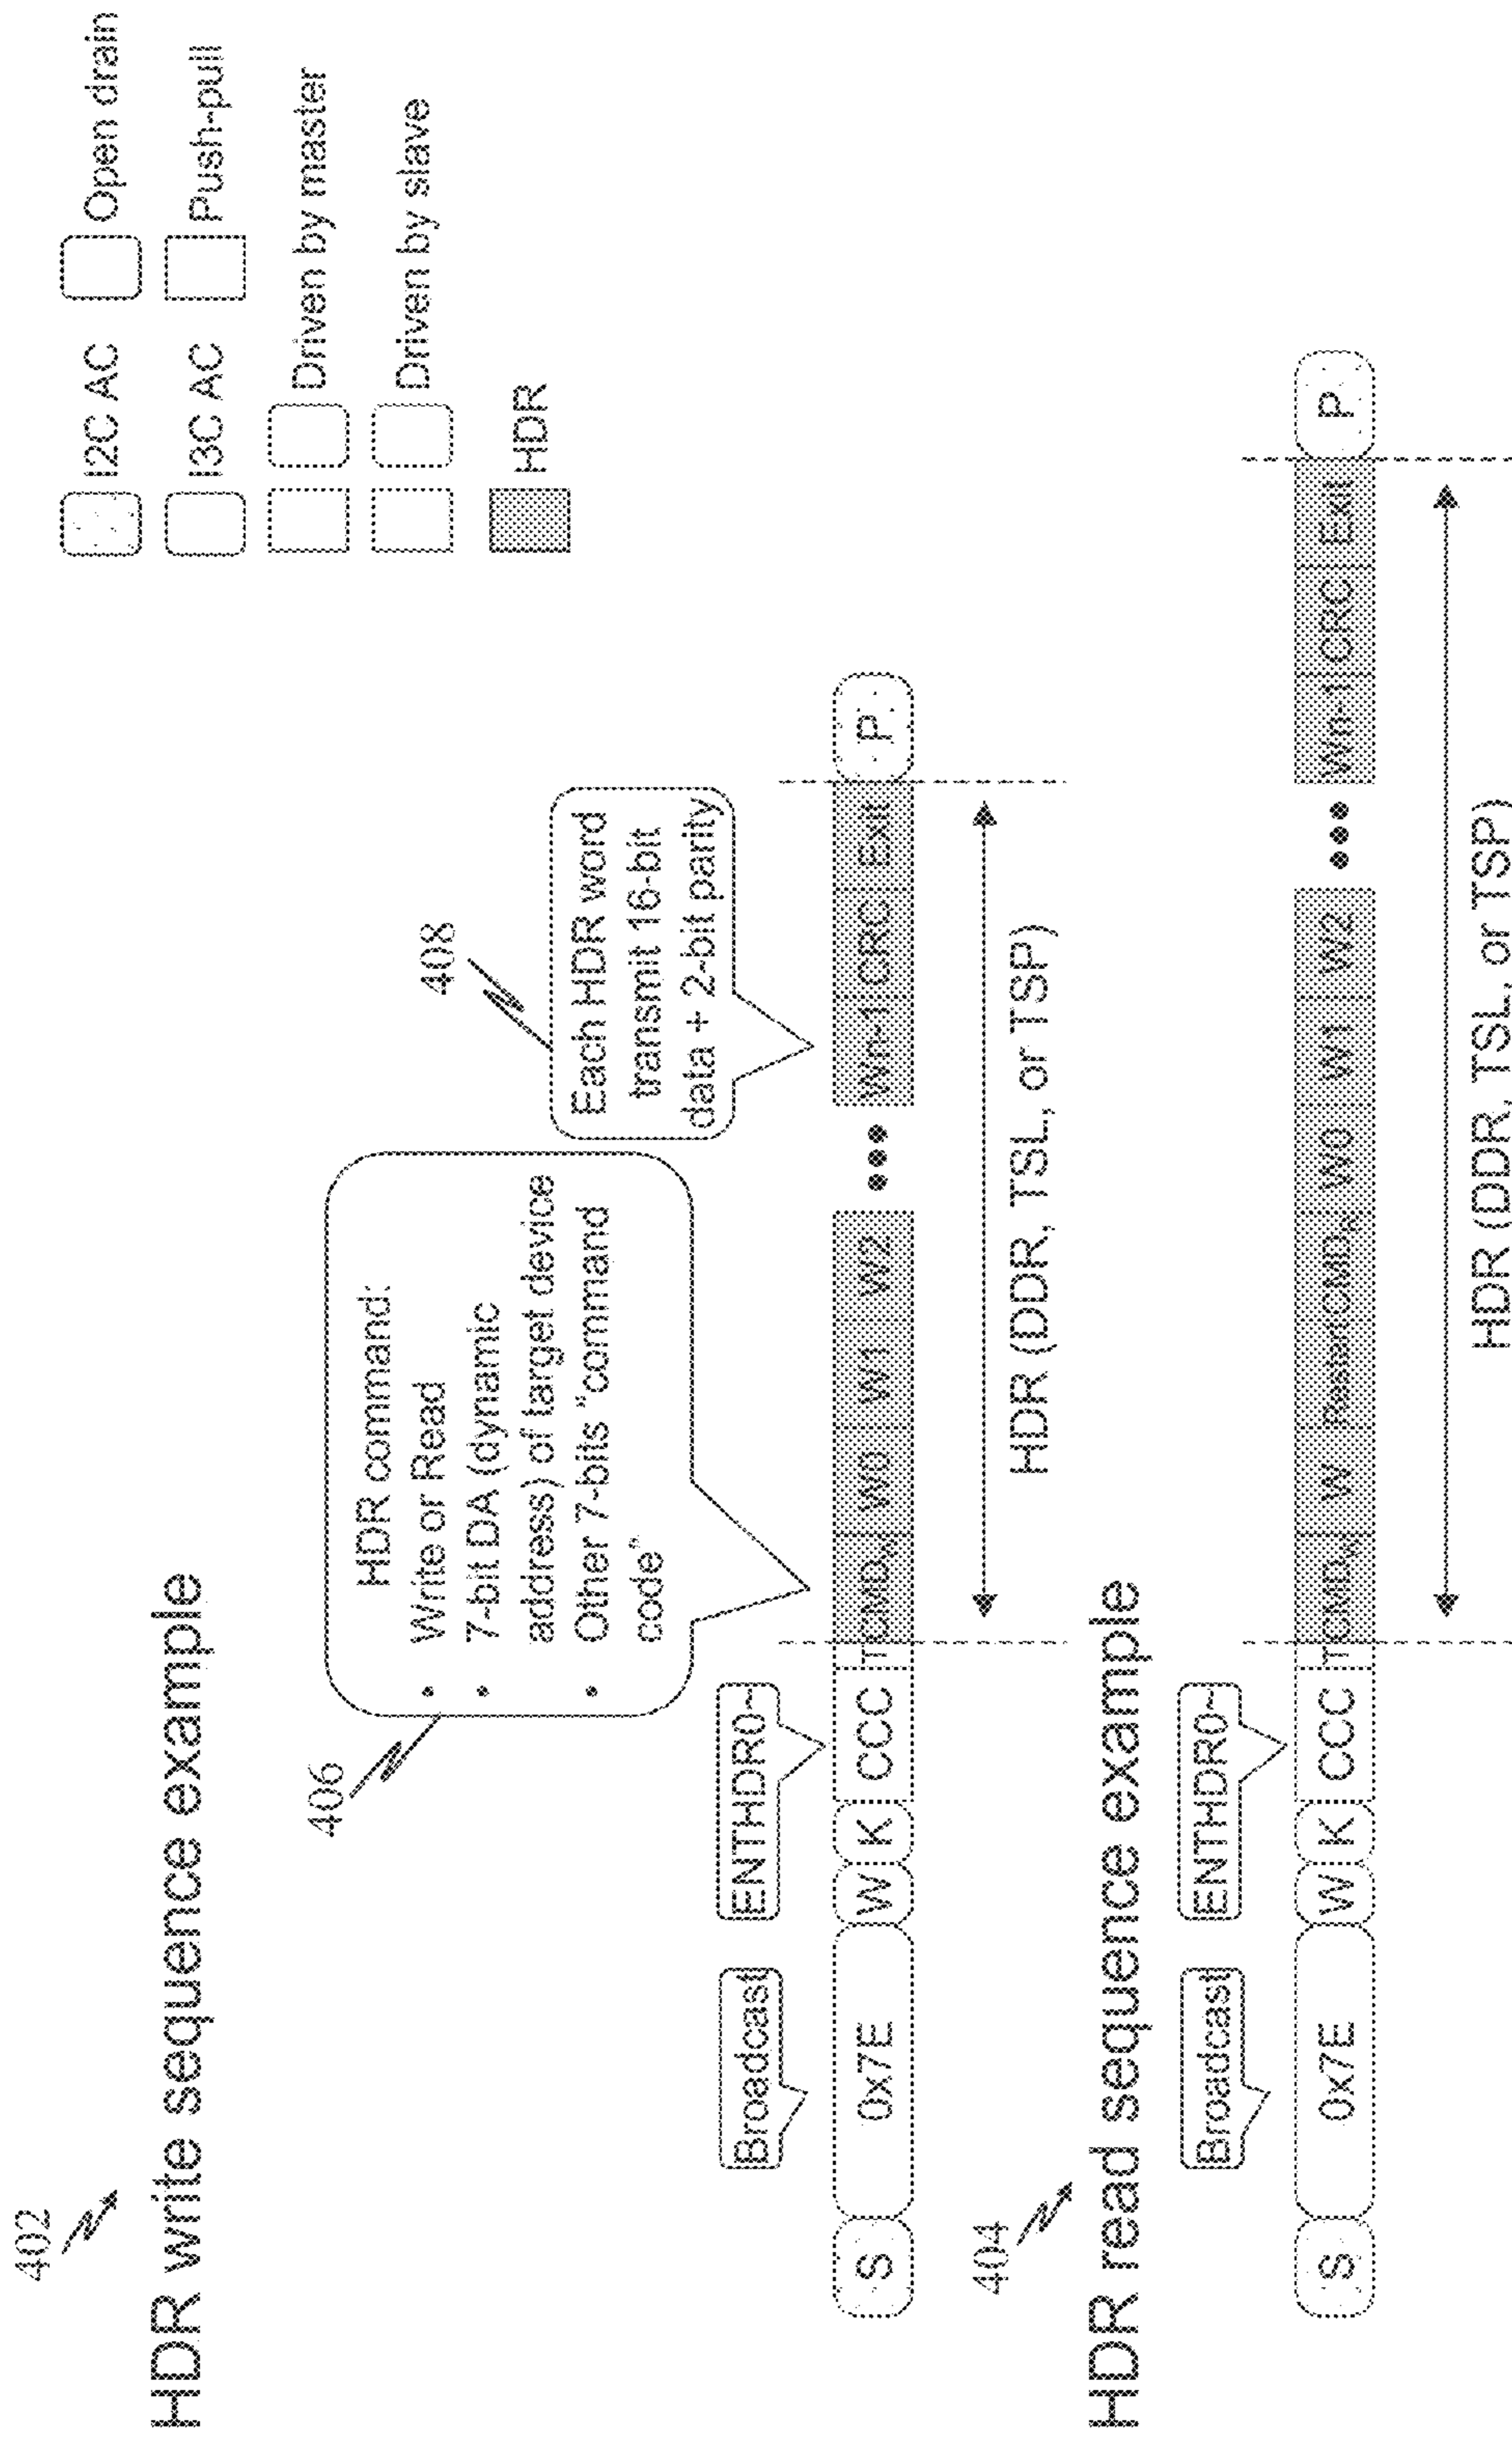 402
HDR write sequence example
I2C AC
Open drain
I3C AC
Push-pull
Driven by master
Driven by slave
HDR
406
HDR command:
• Write or Read
• 7-bit DA (dynamic
address) of target device
• Other 7-bits "command
code"
408
Each HDR word
transmit 16-bit
data + 2-bit parity
Broadcast
ENTHDR0~
S 0x7E W K CCC T CMDW W0 W1 W2 ••• Wn-1 CRC Exit P
HDR (DDR, TSL, or TSP)
404
HDR read sequence example
Broadcast
ENTHDR0~
S 0x7E W K CCC T CMDW W Restart CMDR W0 W1 W2 ••• Wn-1 CRC Exit P
HDR (DDR, TSL, or TSP)